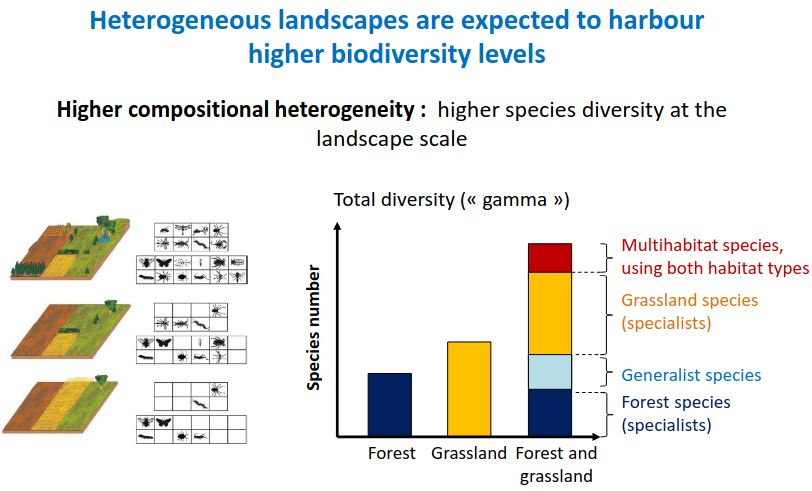 Heterogeneous landscapes are expected to harbour
higher biodiversity levels
Higher compositional heterogeneity : higher species diversity at the
landscape scale
Total diversity (« gamma »)
Species number
Multihabitat species,
using both habitat types
Grassland species
(specialists)
Generalist species
Forest species
(specialists)
Forest
Grassland
Forest and
grassland